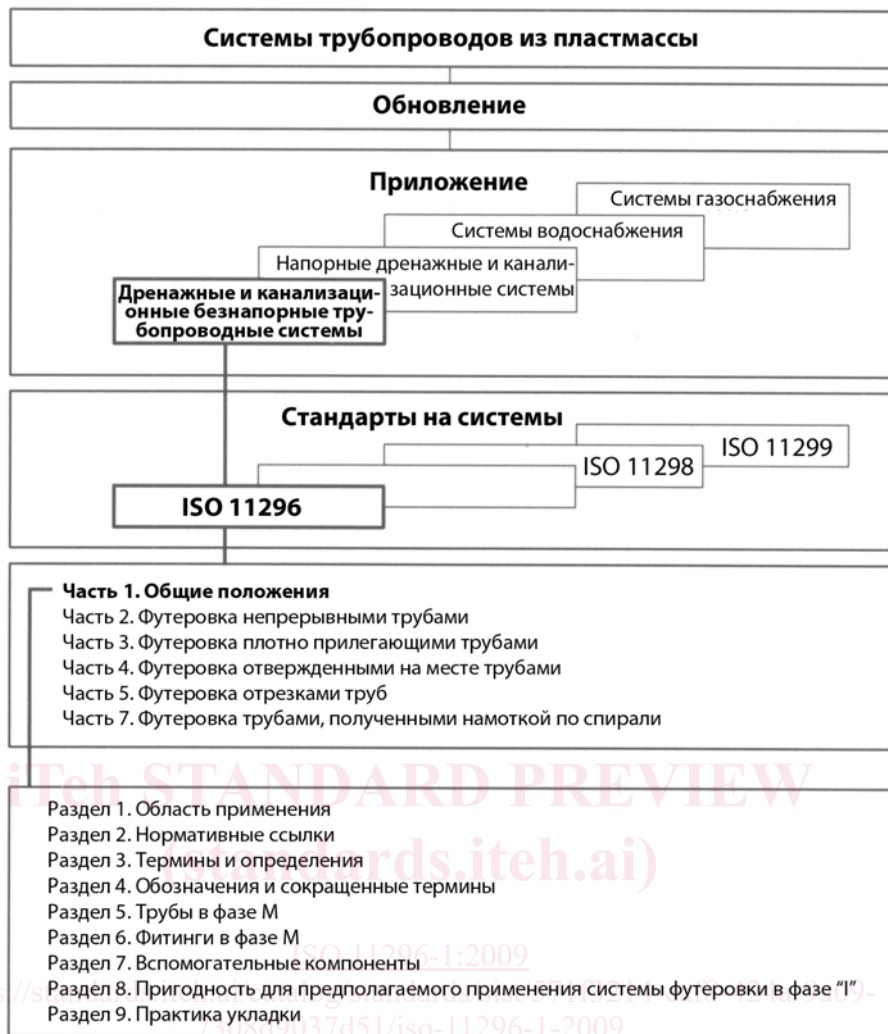 Системы трубопроводов из пластмассы
Обновление
Приложение
Системы газоснабжения
Системы водоснабжения
Напорные дренажные и канали-
зационные системы
Дренажные и канализаци-
онные безнапорные тру-
бопроводные системы
Стандарты на системы
ISO 11299
ISO 11298
ISO 11296
Часть 1. Общие положения
Часть 2. Футеровка непрерывными трубами
Часть 3. Футеровка плотно прилегающими трубами
Часть 4. Футеровка отвержденными на месте трубами
Часть 5. Футеровка отрезками труб
Часть 7. Футеровка трубами, полученными намоткой по спирали
iTeh STANDARD PREVIEW
Раздел 1. Область применения
Раздел 2. Нормативные ссылки
Раздел 3. Термины и определения
(standards.iteh.ai)
Раздел 4. Обозначения и сокращенные термины
Раздел 5. Трубы в фазе М
Раздел 6. Фитинги в фазе М
ISO 11296-1:2009
Раздел 7. Вспомогательные компоненты
Раздел 8. Пригодность для предполагаемого применения системы футеровки в фазе “I”
Раздел 9. Практика укладки
/iso-11296-1-2009